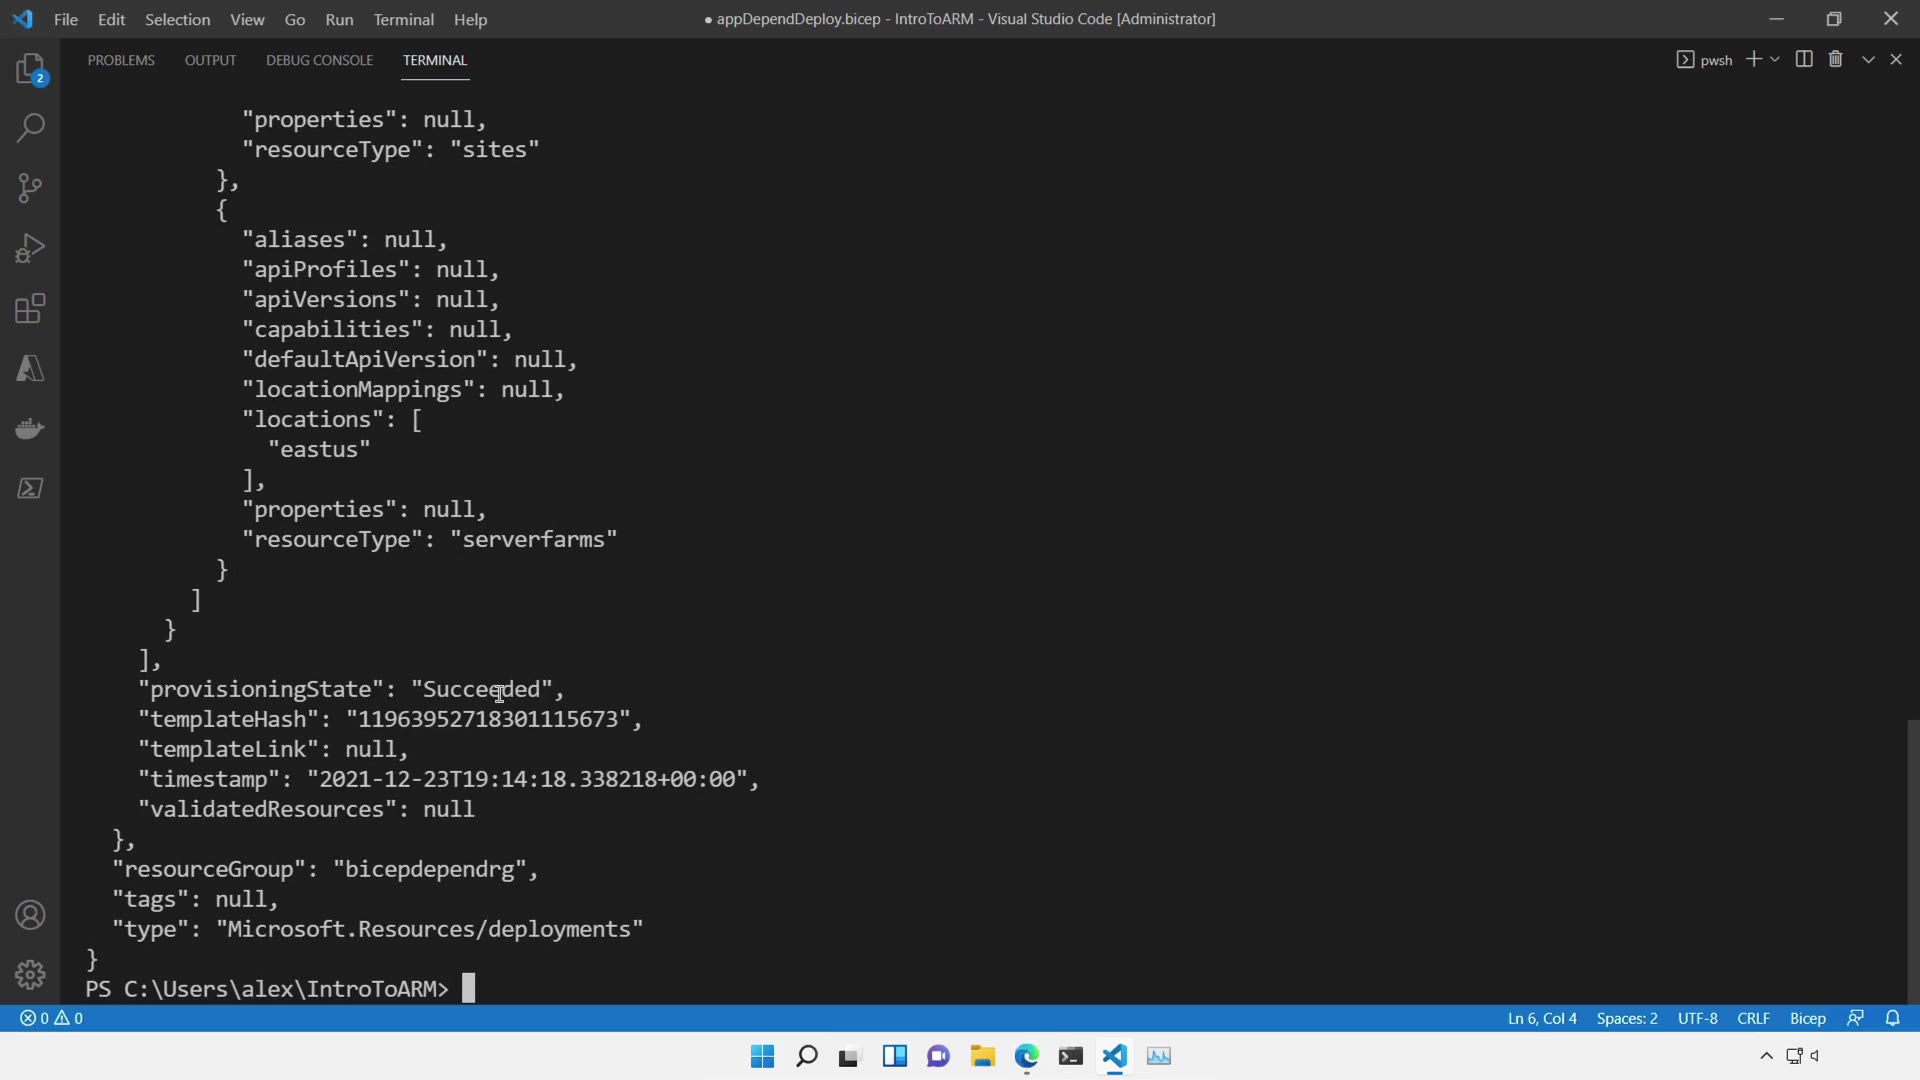 File Edit Selection View Go Run Terminal Help
● appDependDeploy.bicep - IntroToARM - Visual Studio Code [Administrator]
PROBLEMS OUTPUT DEBUG CONSOLE TERMINAL
pwsh
2
"properties": null,
"resourceType": "sites"
},
{
"aliases": null,
"apiProfiles": null,
"apiVersions": null,
"capabilities": null,
"defaultApiVersion": null,
"locationMappings": null,
"locations": [
"eastus"
],
"properties": null,
"resourceType": "serverfarms"
}
]
}
],
"provisioningState": "Succeeded",
"templateHash": "11963952718301115673",
"templateLink": null,
"timestamp": "2021-12-23T19:14:18.338218+00:00",
"validatedResources": null
},
"resourceGroup": "bicepdependrg",
"tags": null,
"type": "Microsoft.Resources/deployments"
}
PS C:\Users\alex\IntroToARM>
0 0 Ln 6, Col 4 Spaces: 2 UTF-8 CRLF Bicep